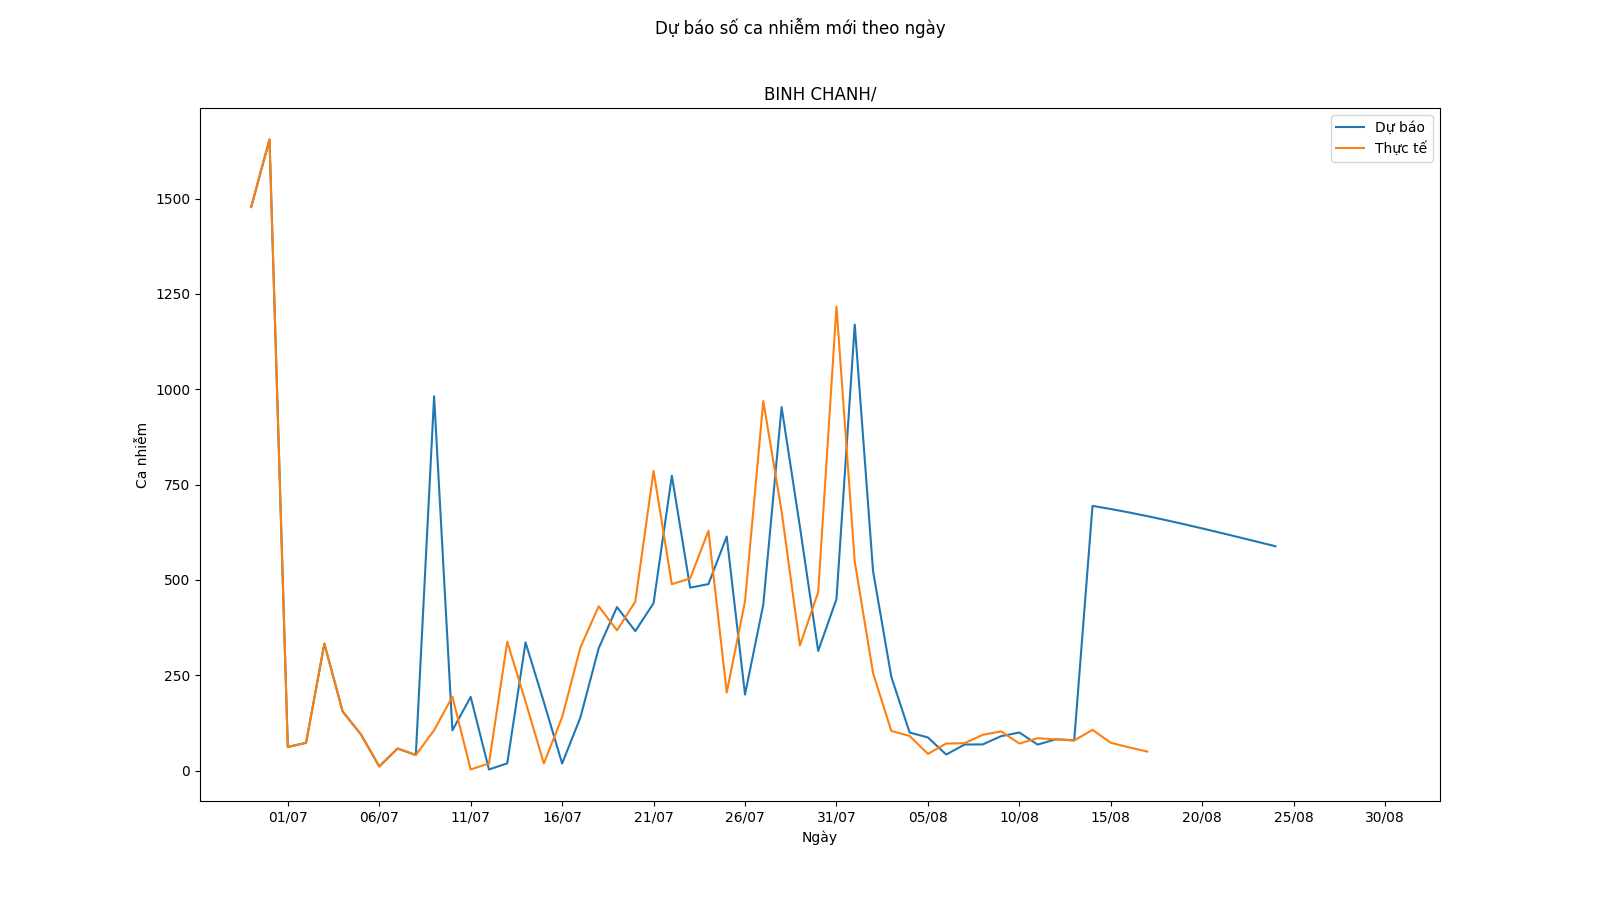 Dự báo số ca nhiễm mới theo ngày
BINH CHANH/
Dự báo
Thực tế
1500
1250
1000
750
500
250
0
Ca nhiễm
01/07 06/07 11/07 16/07 21/07 26/07 31/07 05/08 10/08 15/08 20/08 25/08 30/08
Ngày